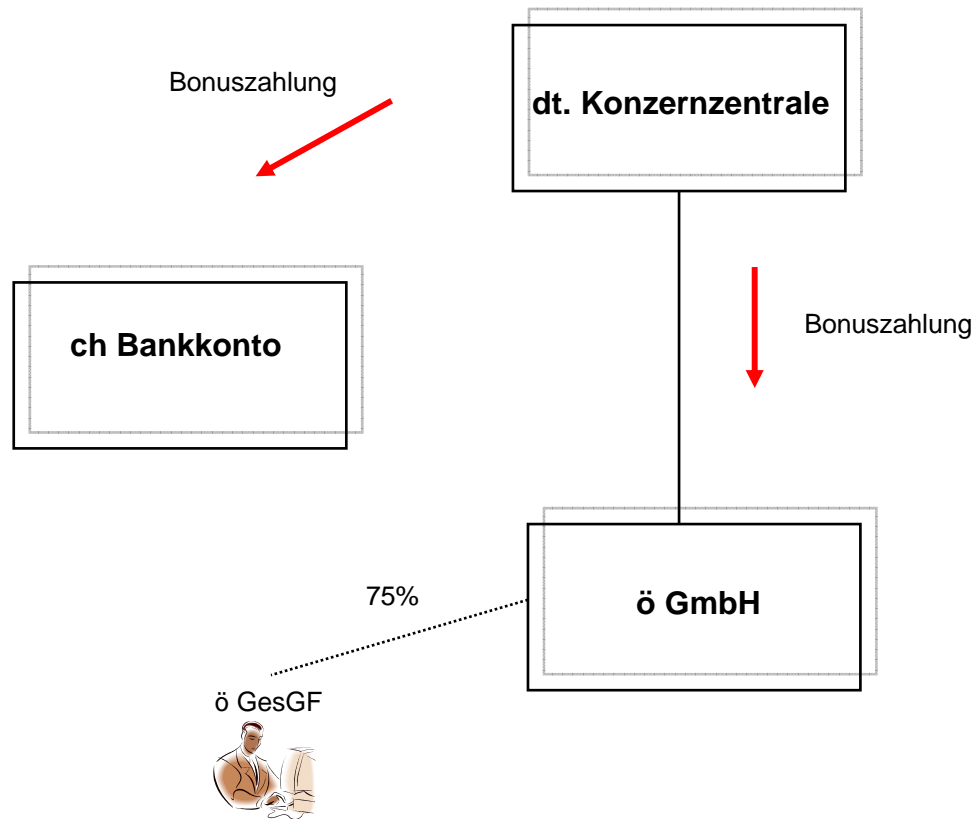 Bonuszahlung
dt. Konzernzentrale
ch Bankkonto
Bonuszahlung
75%
ö GmbH
ö GesGF